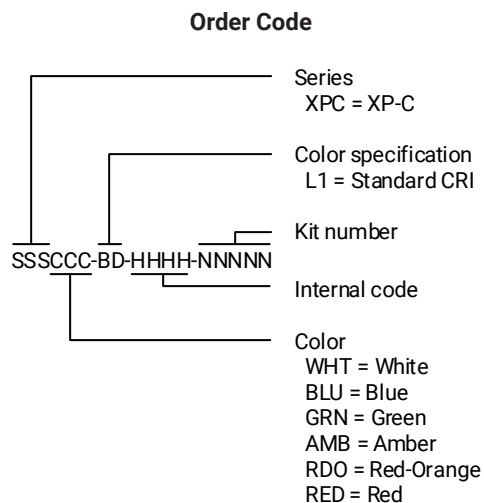 Order Code
Series
XPC = XP-C
Color specification
L1 = Standard CRI
Kit number
SSSCCC-BD-HHHH-NNNNN
Internal code
Color
WHT = White
BLU = Blue
GRN = Green
AMB = Amber
RDO = Red-Orange
RED = Red